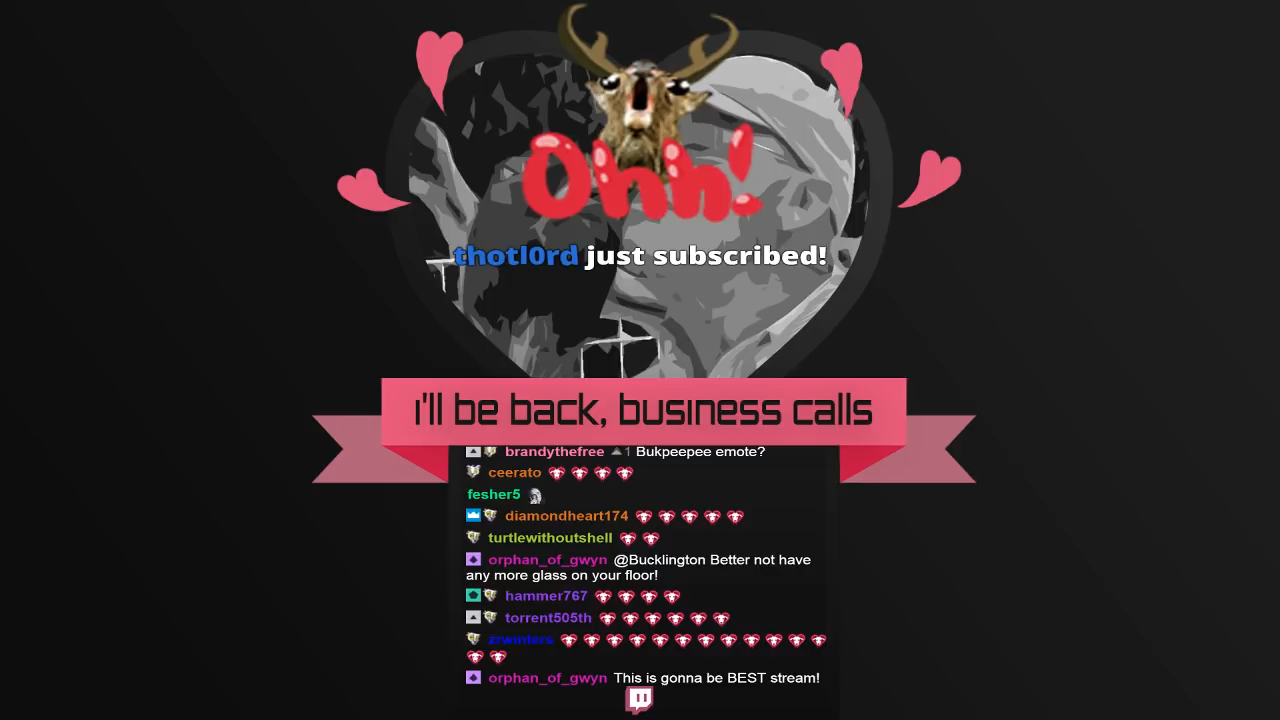 Ohh!
thotl0rd just subscribed!
i'll be back, business calls
brandythefree 1 Bukpeepee emote?
ceerato
fesher5
diamondheart174
turtlewithoutshell
orphan_of_gwyn @Bucklington Better not have
any more glass on your floor!
hammer767
torrent505th
zrwinters
orphan_of_gwyn This is gonna be BEST stream!